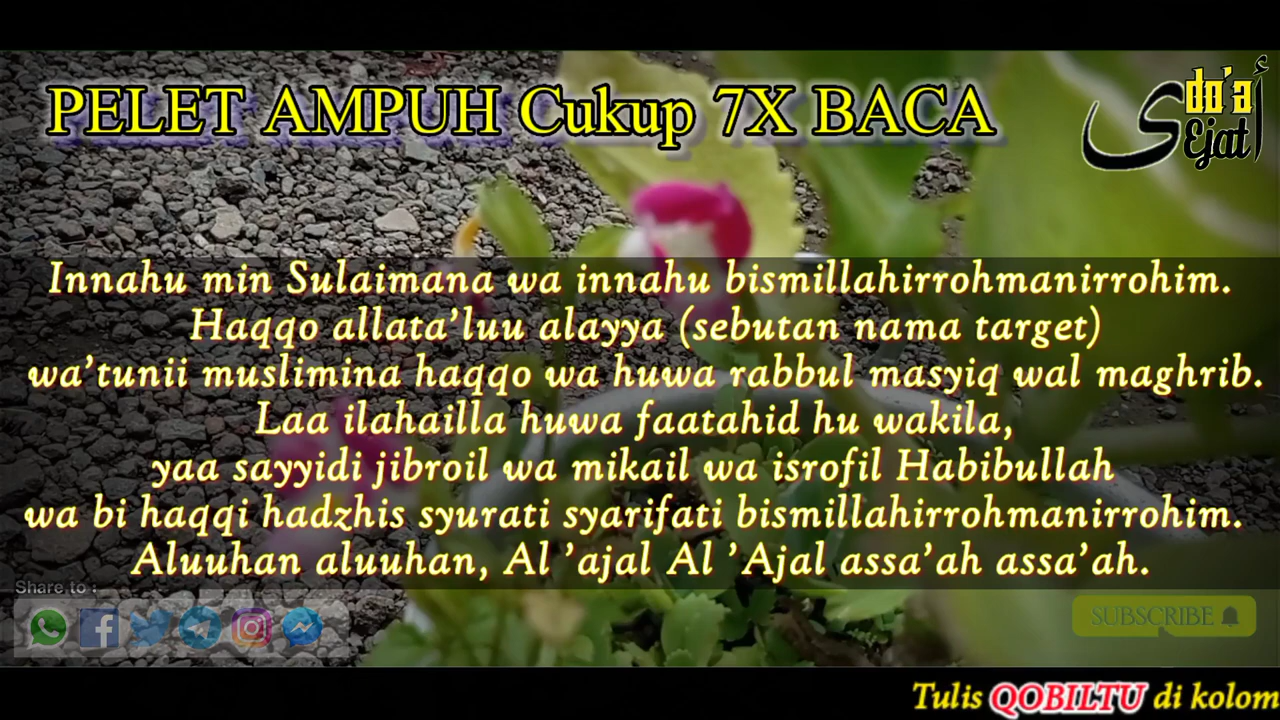 PELET AMPUH Cukup 7X BACA
do'a
Ejati
Innahu min Sulaimana wa innahu bismillahirrohmanirrohim.
Haqqo allata'luu alayya (sebutan nama target)
wa'tunii muslimina haqqo wa huwa rabbul masyiq wal maghrib.
Laa ilahailla huwa faatahid hu wakila,
yaa sayyidi jibroil wa mikail wa isrofil Habibullah
wa bi haqqi hadzhis syurati syarifati bismillahirrohmanirrohim.
Aluuhan aluuhan, Al 'ajal Al 'Ajal assa'ah assa'ah.
Share to :
SUBSCRIBE
Tulis QOBILTU di kolom